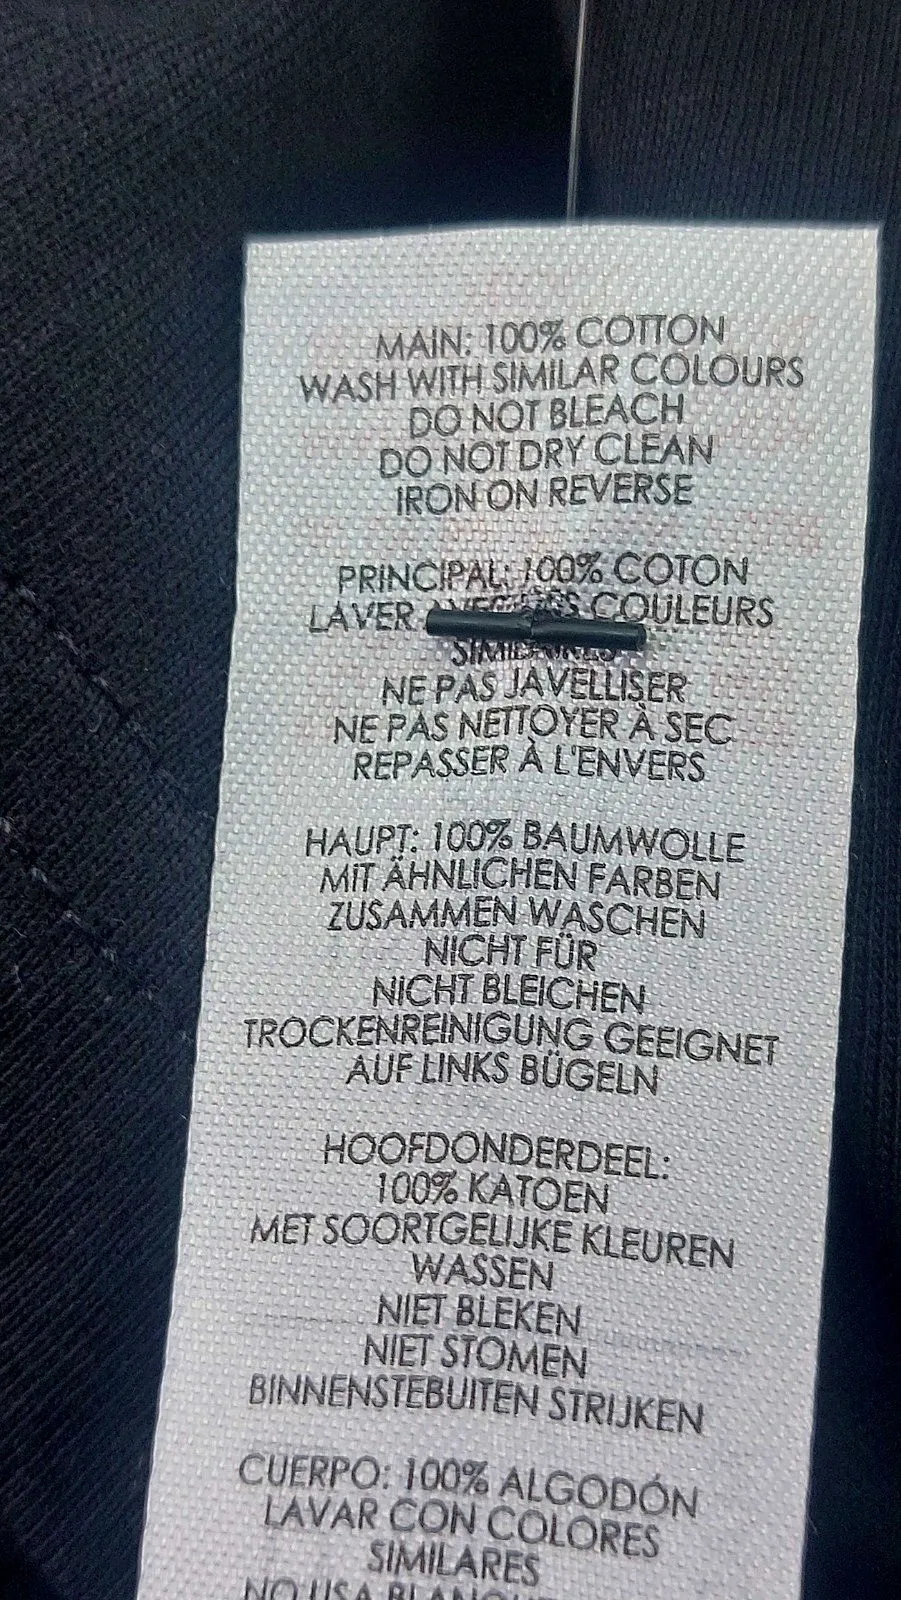 MAIN: 100% COTTON
WASH WITH SIMILAR COLOURS
DO NOT BLEACH
DO NOT DRY CLEAN
IRON ON REVERSE
PRINCIPAL: 100% COTON
LAVER COULEURS
NE PAS JAVELLISER
NE PAS NETTOYER À SEC
REPASSER À L'ENVERS
HAUPT: 100% BAUMWOLLE
MIT ÄHNLICHEN FARBEN
ZUSAMMEN WASCHEN
NICHT FÜR
NICHT BLEICHEN
TROCKENREINIGUNG GEEIGNET
AUF LINKS BÜGELN
HOOFDONDERDEEL:
100% KATOEN
MET SOORTGELIJKE KLEUREN
WASSEN
NIET BLEKEN
NIET STOMEN
BINNENSTEBUITEN STRIJKEN
CUERPO: 100% ALGODÓN
LAVAR CON COLORES
SIMILARES
NO USA